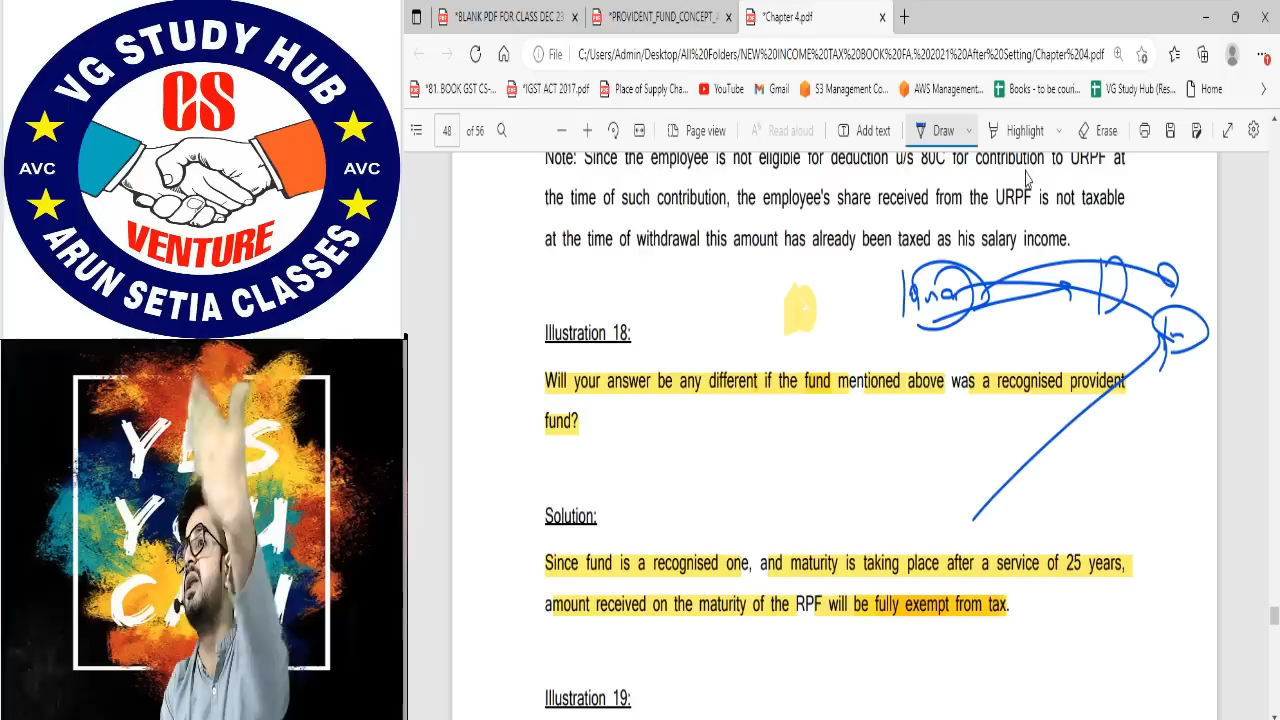 VG STUDY HUB
CS
AVC
AVC
VENTURE
ARUN SETIA CLASSES
YES
YOU
*BLANK PDF FOR CLASS DEC 23
*PROVIDENT_FUND_CONCEPT_
*Chapter 4.pdf
File
C:/Users/Admin/Desktop/All%20Folders/NEW%20INCOME%20TAX%20BOOK%20FA,%202021%20After%20Setting/Chapter%204.pdf
*81. BOOK GST CS-...
*IGST ACT 2017.pdf
Place of Supply Cha...
YouTube
Gmail
S3 Management Co...
AWS Management...
Books - to be couri...
VG Study Hub (Res...
Home
48 of 56
Page view
Read aloud
Add text
Draw
Highlight
Erase
Note: Since the employee is not eligible for deduction u/s 80C for contribution to URPF at
the time of such contribution, the employee's share received from the URPF is not taxable
at the time of withdrawal this amount has already been taxed as his salary income.
Illustration 18:
Will your answer be any different if the fund mentioned above was a recognised provident
fund?
Solution:
Since fund is a recognised one, and maturity is taking place after a service of 25 years,
amount received on the maturity of the RPF will be fully exempt from tax.
Illustration 19: